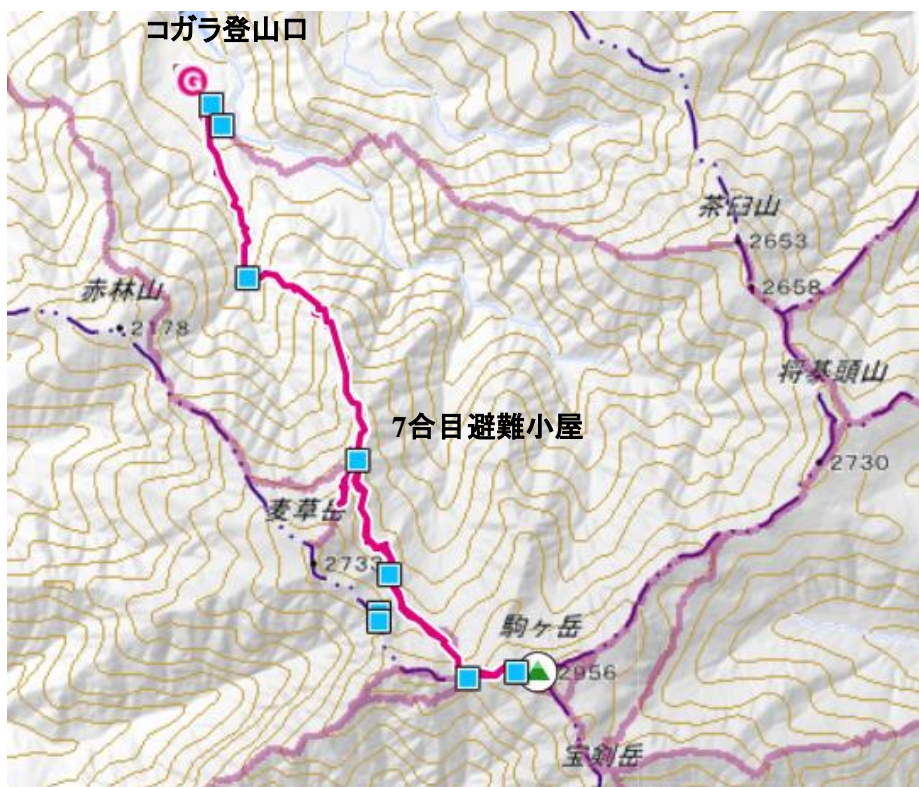 コガラ登山口
G
茶臼山
2653
2658
赤林山
2178
将棊頭山
7合目避難小屋
2730
麦草岳
2733
駒ヶ岳
2956
宝剣岳